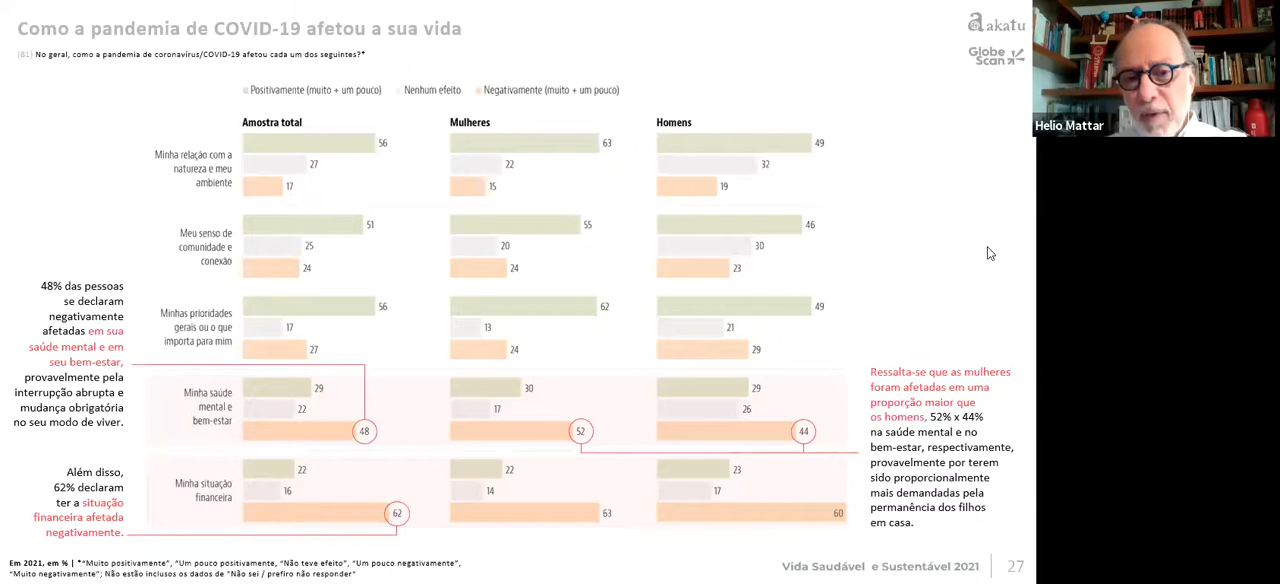 Como a pandemia de COVID-19 afetou a sua vida
(B1) No geral, como a pandemia de coronavírus/COVID-19 afetou cada um dos seguintes?*
akatu
Globe
Scan
Helio Mattar
Positivamente (muito + um pouco) Nenhum efeito Negativamente (muito + um pouco)
Amostra total Mulheres Homens
Minha relação com a
natureza e meu
ambiente
56 63 49
27 22 32
17 15 19
Meu senso de
comunidade e
conexão
51 55 46
25 20 30
24 24 23
Minhas prioridades
gerais ou o que
importa para mim
56 62 49
17 13 21
27 24 29
Minha saúde
mental e
bem-estar
29 30 29
22 17 26
48 52 44
Minha situação
financeira
22 22 23
16 14 17
62 63 60
48% das pessoas
se declaram
negativamente
afetadas em sua
saúde mental e em
seu bem-estar,
provavelmente pela
interrupção abrupta e
mudança obrigatória
no seu modo de viver.
Além disso,
62% declaram
ter a situação
financeira afetada
negativamente.
Ressalta-se que as mulheres
foram afetadas em uma
proporção maior que
os homens, 52% x 44%
na saúde mental e no
bem-estar, respectivamente,
provavelmente por terem
sido proporcionalmente
mais demandadas pela
permanência dos filhos
em casa.
Em 2021, em % | *"Muito positivamente", "Um pouco positivamente, "Não teve efeito", "Um pouco negativamente",
"Muito negativamente"; Não estão inclusos os dados de "Não sei / prefiro não responder"
Vida Saudável e Sustentável 2021 27